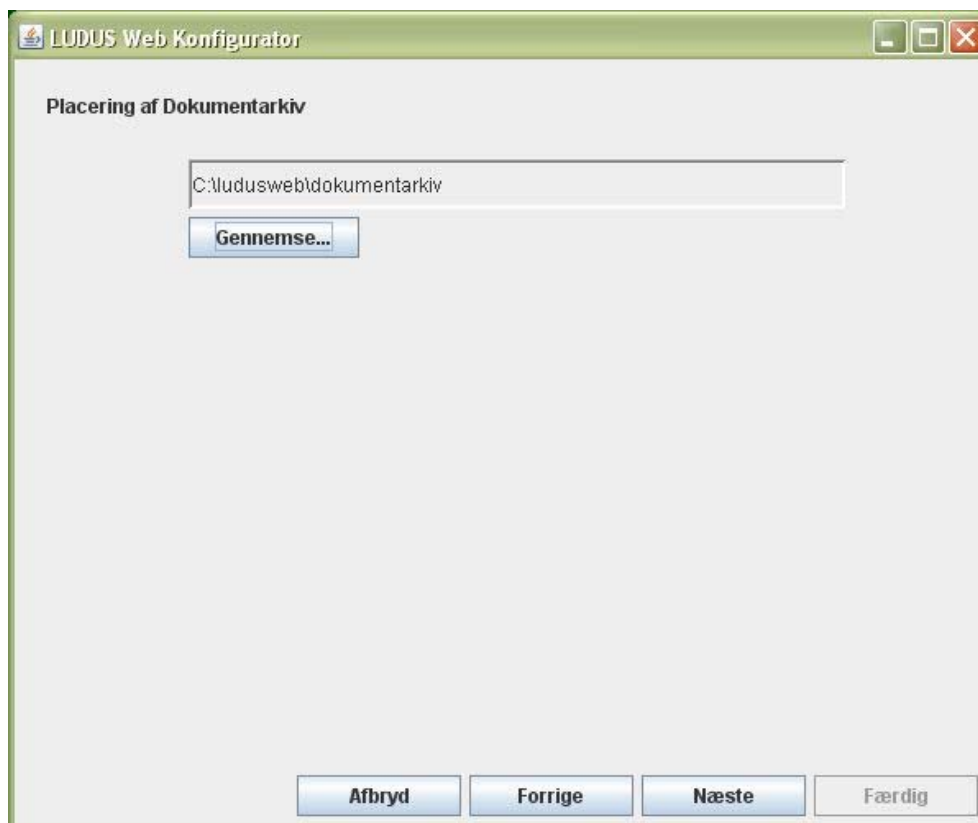 LUDUS Web Konfigurator
Placering af Dokumentarkiv
C:\ludusweb\dokumentarkiv
Gennemse...
Afbryd Forrige Næste Færdig